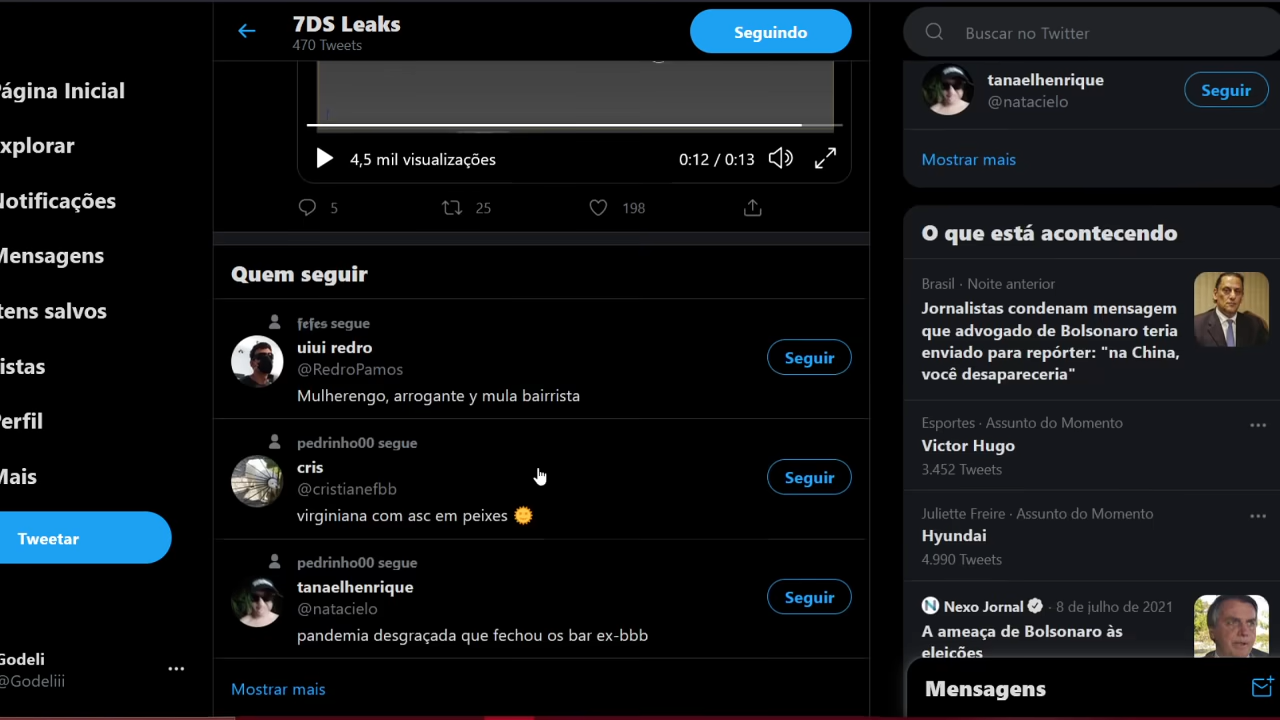 Página Inicial
Explorar
Notificações
Mensagens
Itens salvos
Listas
Perfil
Mais
Tweetar
Godeli
@Godeliii
7DS Leaks
470 Tweets
Seguindo
4,5 mil visualizações
0:12 / 0:13
5
25
198
Quem seguir
fefes segue
uiui redro
@RedroPamos
Seguir
Mulherengo, arrogante y mula bairrista
pedrinho00 segue
cris
@cristianefbb
Seguir
virginiana com asc em peixes 🌞
pedrinho00 segue
tanaelhenrique
@natacielo
Seguir
pandemia desgraçada que fechou os bar ex-bbb
Mostrar mais
Buscar no Twitter
tanaelhenrique
@natacielo
Seguir
Mostrar mais
O que está acontecendo
Brasil · Noite anterior
Jornalistas condenam mensagem
que advogado de Bolsonaro teria
enviado para repórter: "na China,
você desapareceria"
Esportes · Assunto do Momento
Victor Hugo
3.452 Tweets
Juliette Freire · Assunto do Momento
Hyundai
4.990 Tweets
N Nexo Jornal · 8 de julho de 2021
A ameaça de Bolsonaro às
eleições
Mensagens